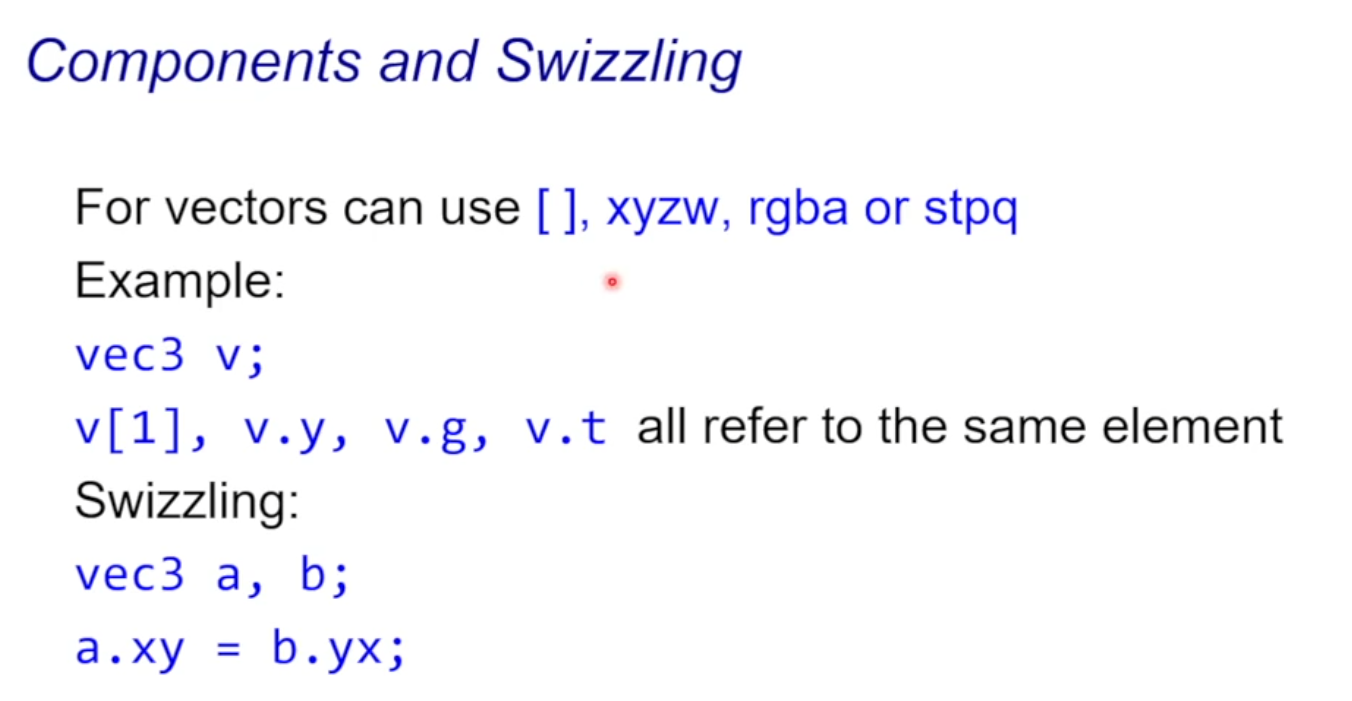 Components and Swizzling
For vectors can use [ ], xyzw, rgba or stpq
Example:
vec3 v;
v[1], v.y, v.g, v.t all refer to the same element
Swizzling:
vec3 a, b;
a.xy = b.yx;